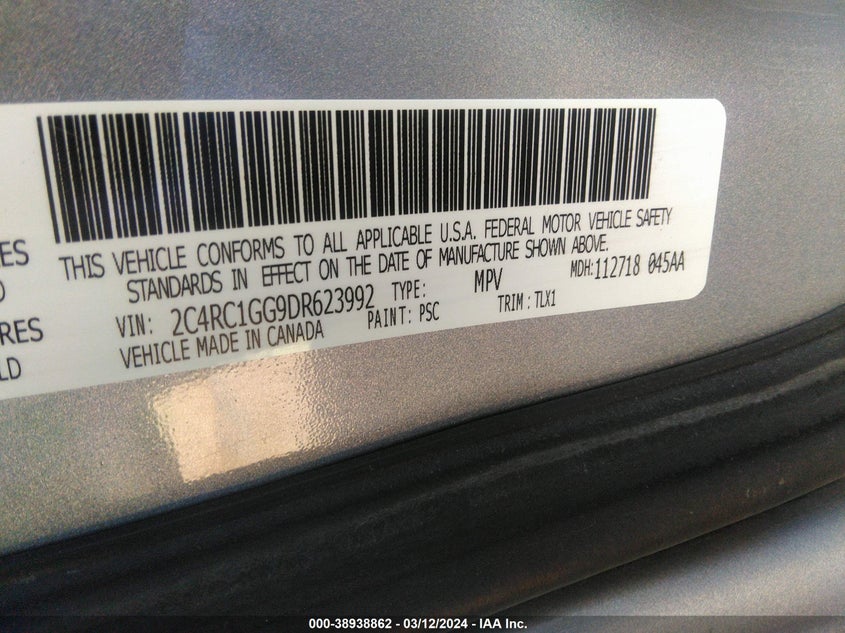 THIS VEHICLE CONFORMS TO ALL APPLICABLE U.S.A. FEDERAL MOTOR VEHICLE SAFETY
STANDARDS IN EFFECT ON THE DATE OF MANUFACTURE SHOWN ABOVE.
MDH:112718 045AA
VIN: 2C4RC1GG9DR623992 TYPE: MPV
VEHICLE MADE IN CANADA PAINT: PSC TRIM: TLX1
ES
D
RES
LD
000-38938862 - 03/12/2024 - IAA Inc.